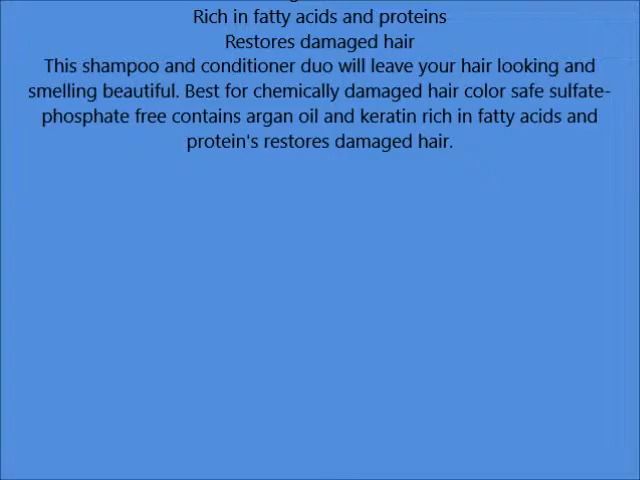 Rich in fatty acids and proteins
Restores damaged hair
This shampoo and conditioner duo will leave your hair looking and
smelling beautiful. Best for chemically damaged hair color safe sulfate-
phosphate free contains argan oil and keratin rich in fatty acids and
protein's restores damaged hair.